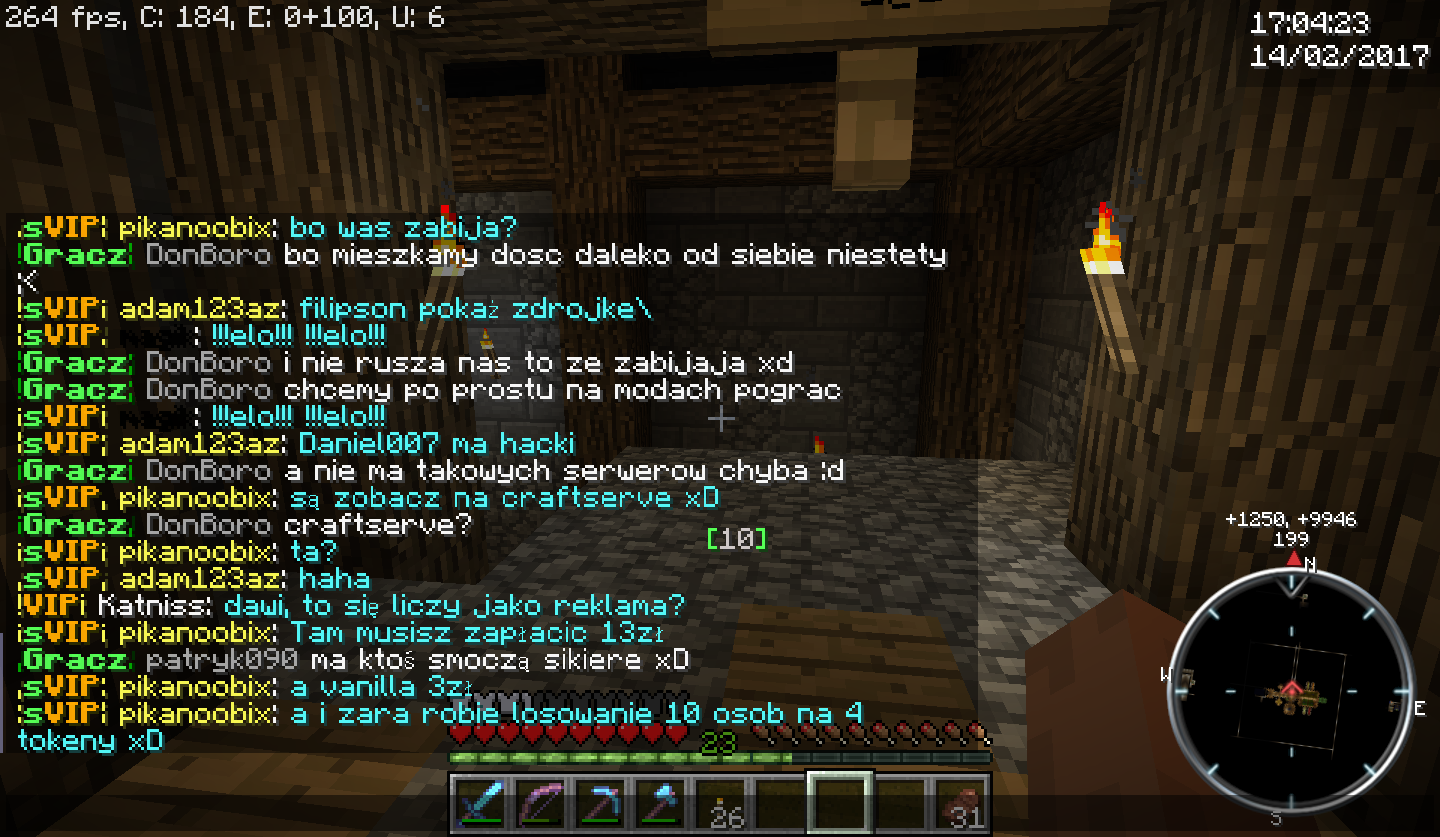 264 fps, C: 184, E: 0+100, U: 6
17:04:23
14/02/2017
sVIP pikanoobix: bo was zabija?
Gracz DonBoro bo mieszkamy dosc daleko od siebie niestety
;<
sVIP adam123az: filipson pokaż zdrojke\
sVIP : !!!elo!!! !!!elo!!!
Gracz DonBoro i nie rusza nas to ze zabijaja xd
Gracz DonBoro chcemy po prostu na modach pograc
sVIP : !!!elo!!! !!!elo!!!
sVIP adam123az: Daniel007 ma hacki
Gracz DonBoro a nie ma takowych serwerow chyba :d
sVIP pikanoobix: są zobacz na craftserve xD
Gracz DonBoro craftserve?
[10]
sVIP pikanoobix: ta?
sVIP adam123az: haha
VIP Katniss: dawi, to się liczy jako reklama?
sVIP pikanoobix: Tam musisz zapłacic 13zł
Gracz patryk090 ma ktoś smoczą sikiere xD
sVIP pikanoobix: a vanilla 3zł
sVIP pikanoobix: a i zara robie losowanie 10 osob na 4
tokeny xD
+1250, +9946
199
N
W
E
S
23
26
31